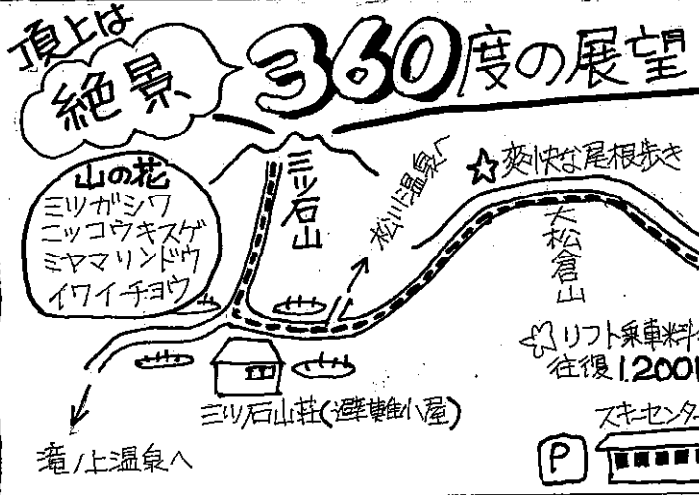 頂上は
絶景
360度の展望
山の花
ミツガシワ
ニッコウキスゲ
ミヤマリンドウ
イワイチョウ
三ツ石山
松川温泉へ
☆爽快な尾根歩き
大松倉山
リフト乗車料
往復1.200
三ツ石山荘(避難小屋)
滝ノ上温泉へ
スキーセンター
P